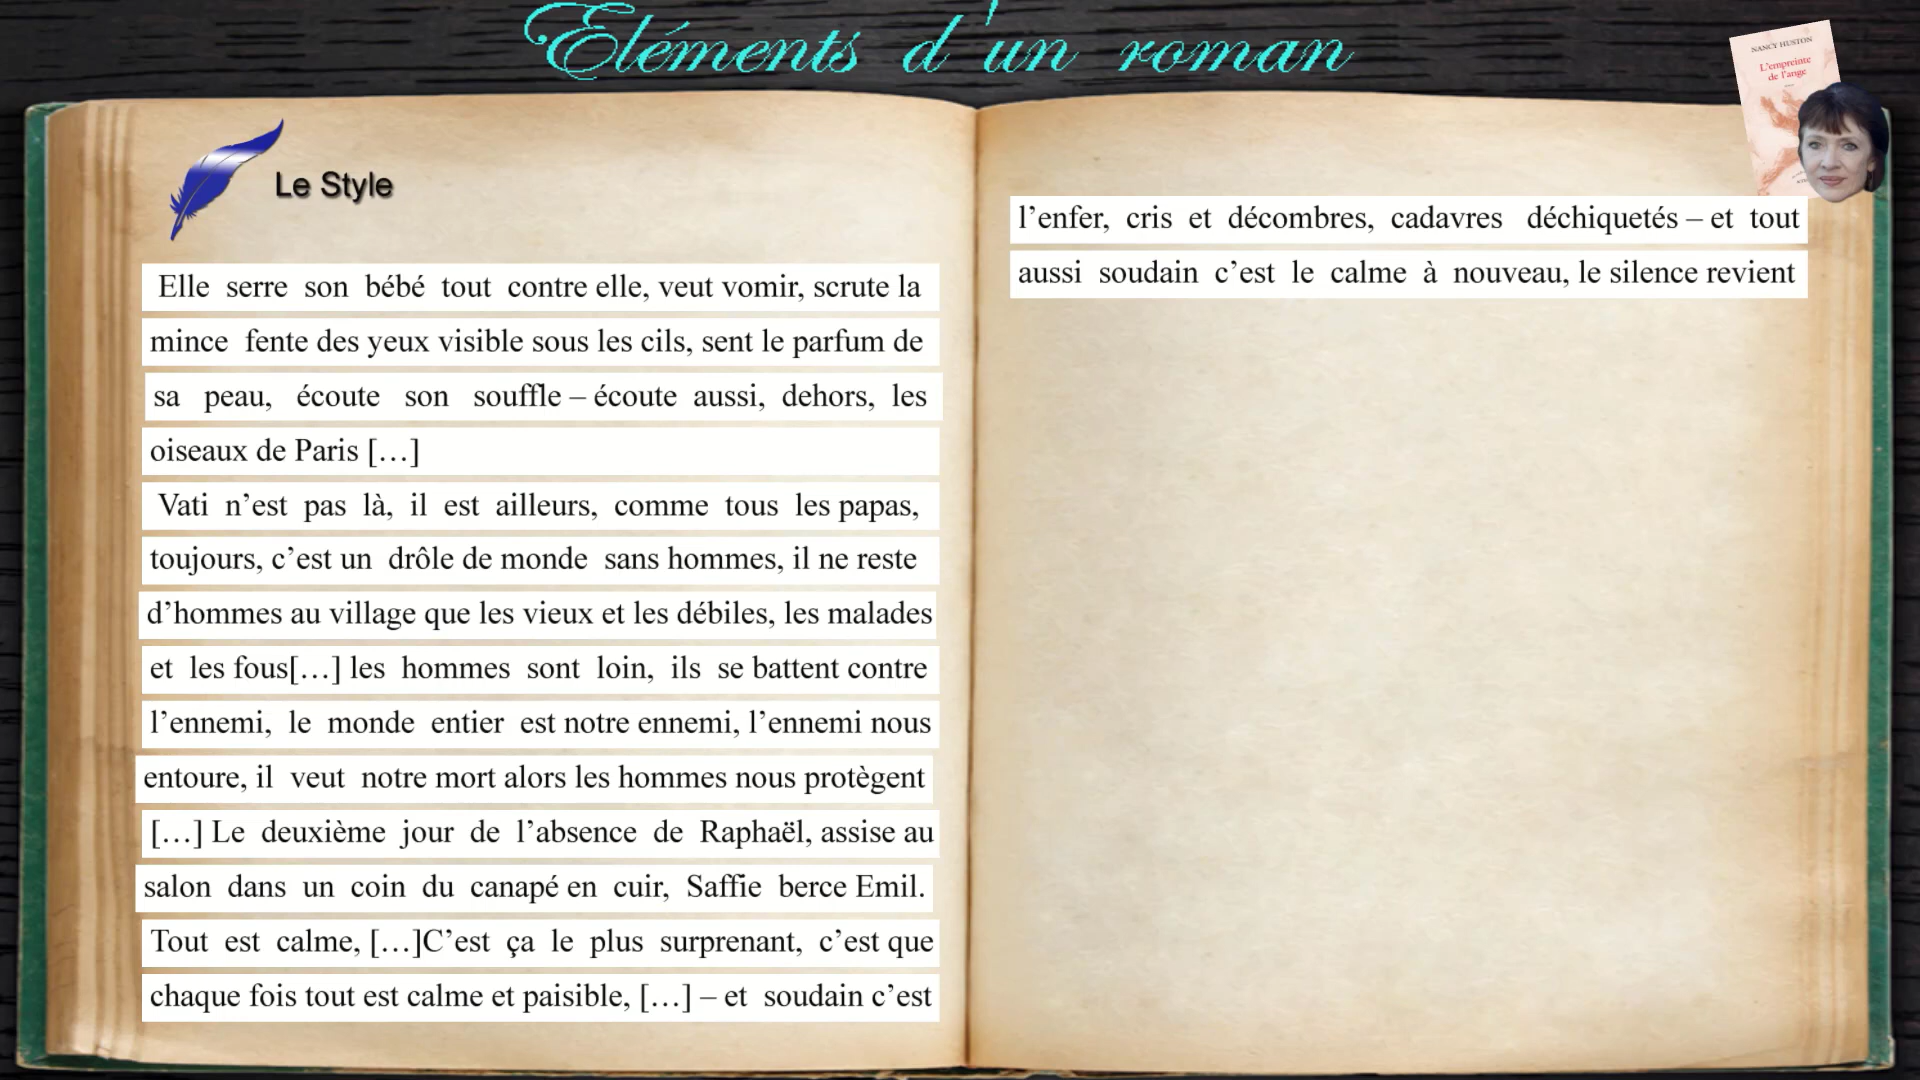 Eléments d'un roman
NANCY HUSTON
L'empreinte
de l'ange
Le Style
Elle serre son bébé tout contre elle, veut vomir, scrute la
mince fente des yeux visible sous les cils, sent le parfum de
sa peau, écoute son souffle – écoute aussi, dehors, les
oiseaux de Paris […]
Vati n’est pas là, il est ailleurs, comme tous les papas,
toujours, c’est un drôle de monde sans hommes, il ne reste
d’hommes au village que les vieux et les débiles, les malades
et les fous[…] les hommes sont loin, ils se battent contre
l’ennemi, le monde entier est notre ennemi, l’ennemi nous
entoure, il veut notre mort alors les hommes nous protègent
[…] Le deuxième jour de l’absence de Raphaël, assise au
salon dans un coin du canapé en cuir, Saffie berce Emil.
Tout est calme, […]C’est ça le plus surprenant, c’est que
chaque fois tout est calme et paisible, […] – et soudain c’est
l’enfer, cris et décombres, cadavres déchiquetés – et tout
aussi soudain c’est le calme à nouveau, le silence revient